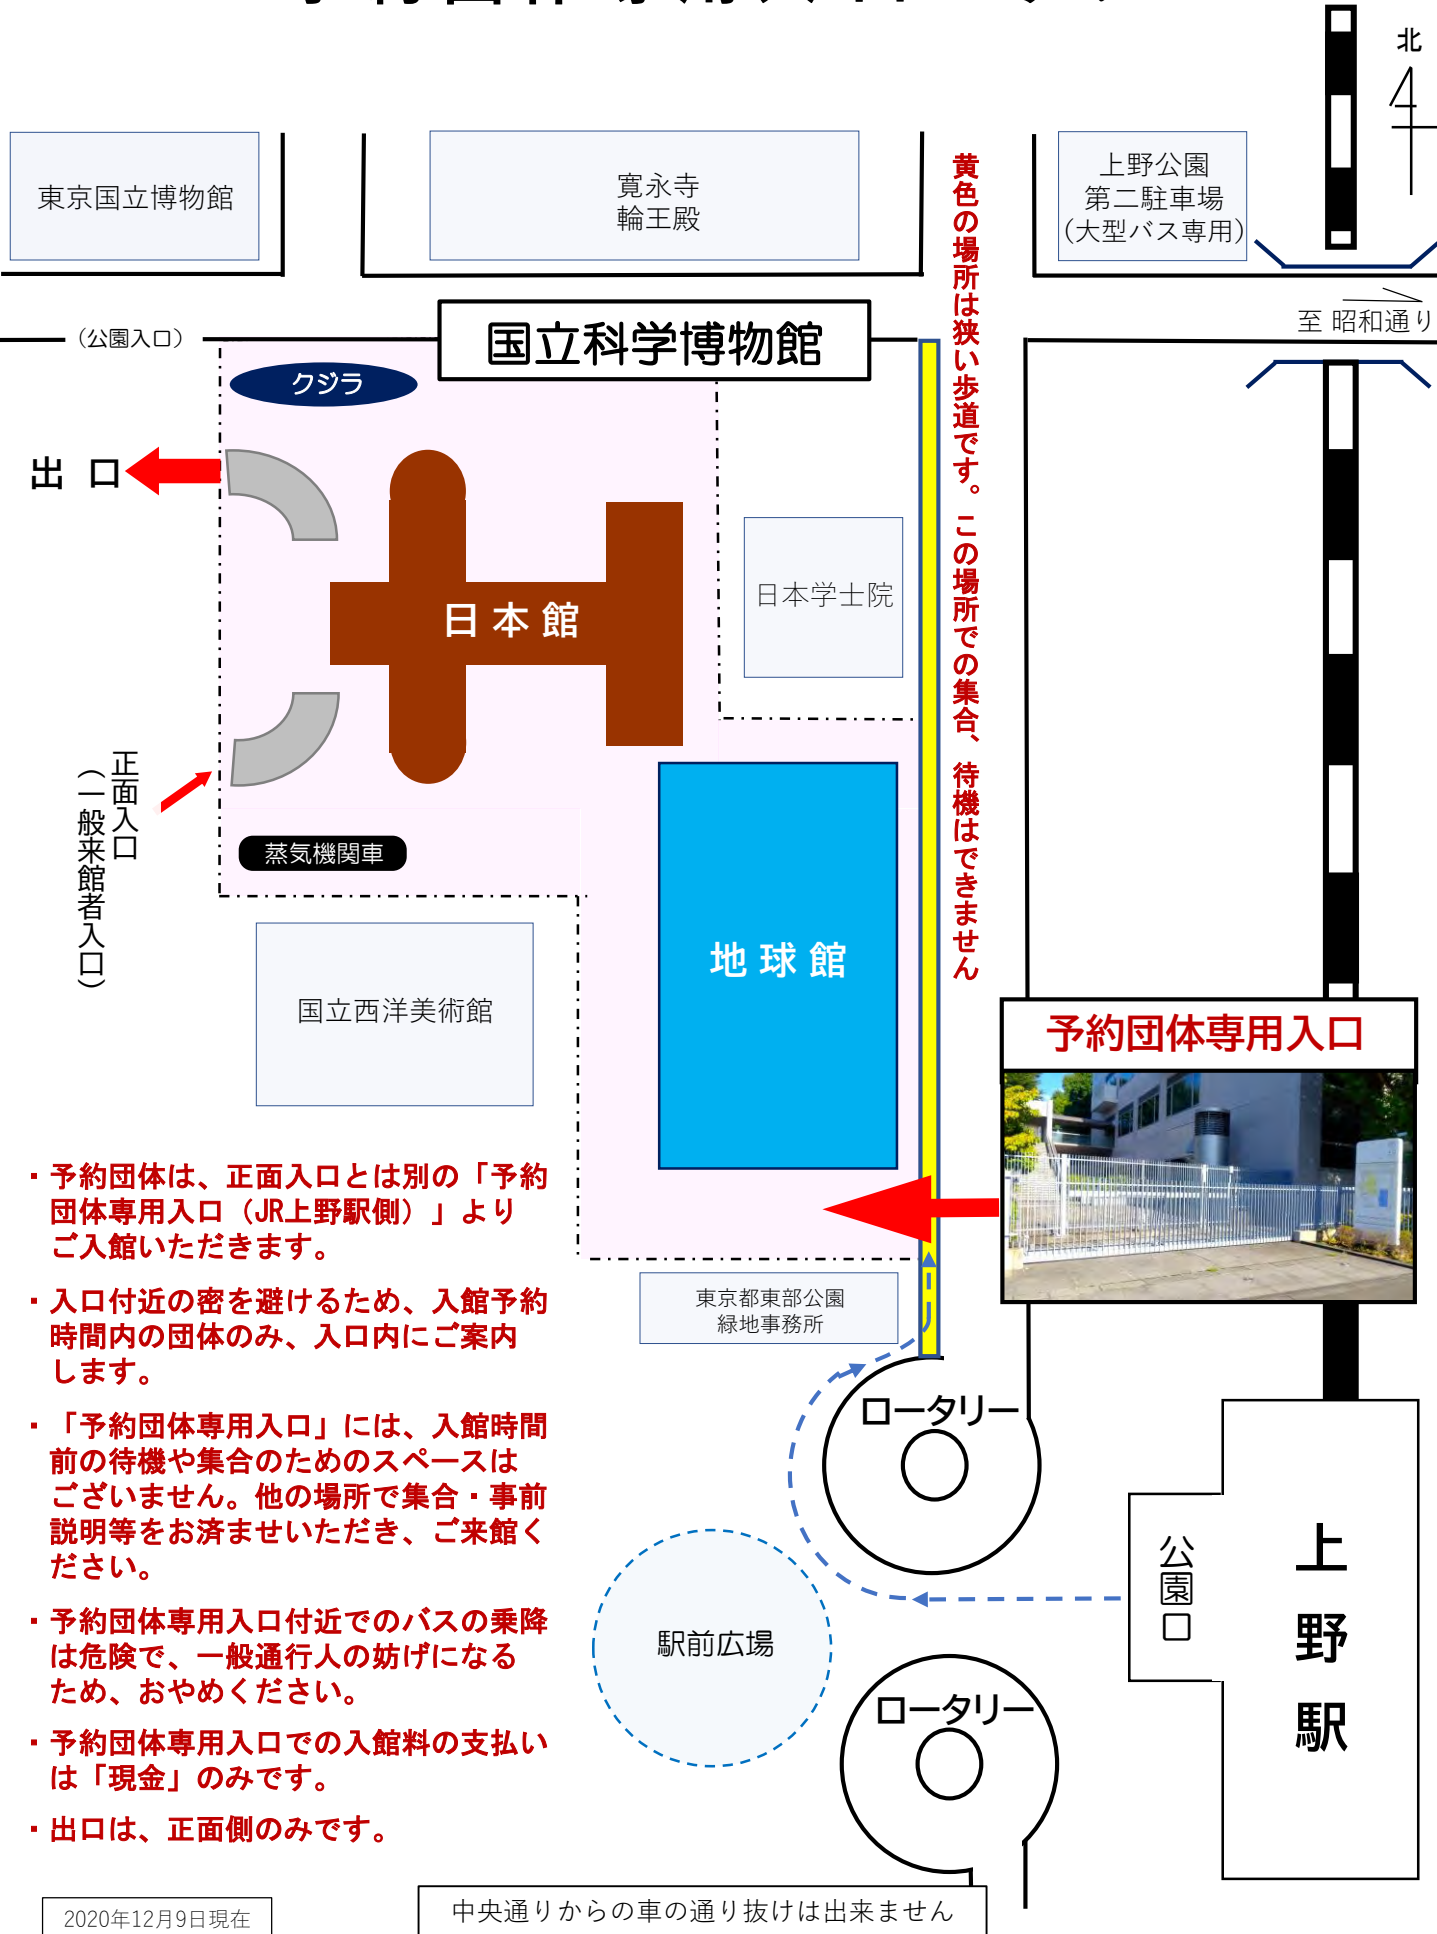 北
東京国立博物館
寛永寺
輪王殿
上野公園
第二駐車場
(大型バス専用)
黄色の場所は狭い歩道です。この場所での集合、待機はできません
至 昭和通り
（公園入口）
国立科学博物館
クジラ
出 口
日本館
日本学士院
正面入口
（一般来館者入口）
蒸気機関車
地球館
国立西洋美術館
予約団体専用入口
・予約団体は、正面入口とは別の「予約
団体専用入口（JR上野駅側）」より
ご入館いただきます。
・入口付近の密を避けるため、入館予約
時間内の団体のみ、入口内にご案内
します。
・「予約団体専用入口」には、入館時間
前の待機や集合のためのスペースは
ございません。他の場所で集合・事前
説明等をお済ませいただき、ご来館く
ださい。
・予約団体専用入口付近でのバスの乗降
は危険で、一般通行人の妨げになる
ため、おやめください。
・予約団体専用入口での入館料の支払い
は「現金」のみです。
・出口は、正面側のみです。
東京都東部公園
緑地事務所
ロータリー
公園口
上野駅
駅前広場
ロータリー
2020年12月9日現在
中央通りからの車の通り抜けは出来ません